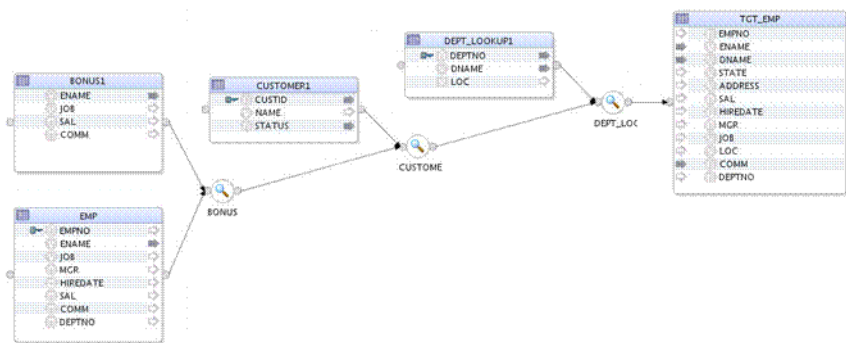 BONUS1
ENAME
JOB
SAL
COMM
EMP
EMPNO
ENAME
JOB
MGR
HIREDATE
SAL
COMM
DEPTNO
BONUS
CUSTOMER1
CUSTID
NAME
STATUS
CUSTOME
DEPT_LOOKUP1
DEPTNO
DNAME
LOC
DEPT_LOC
TGT_EMP
EMPNO
ENAME
DNAME
STATE
ADDRESS
SAL
HIREDATE
MGR
JOB
LOC
COMM
DEPTNO